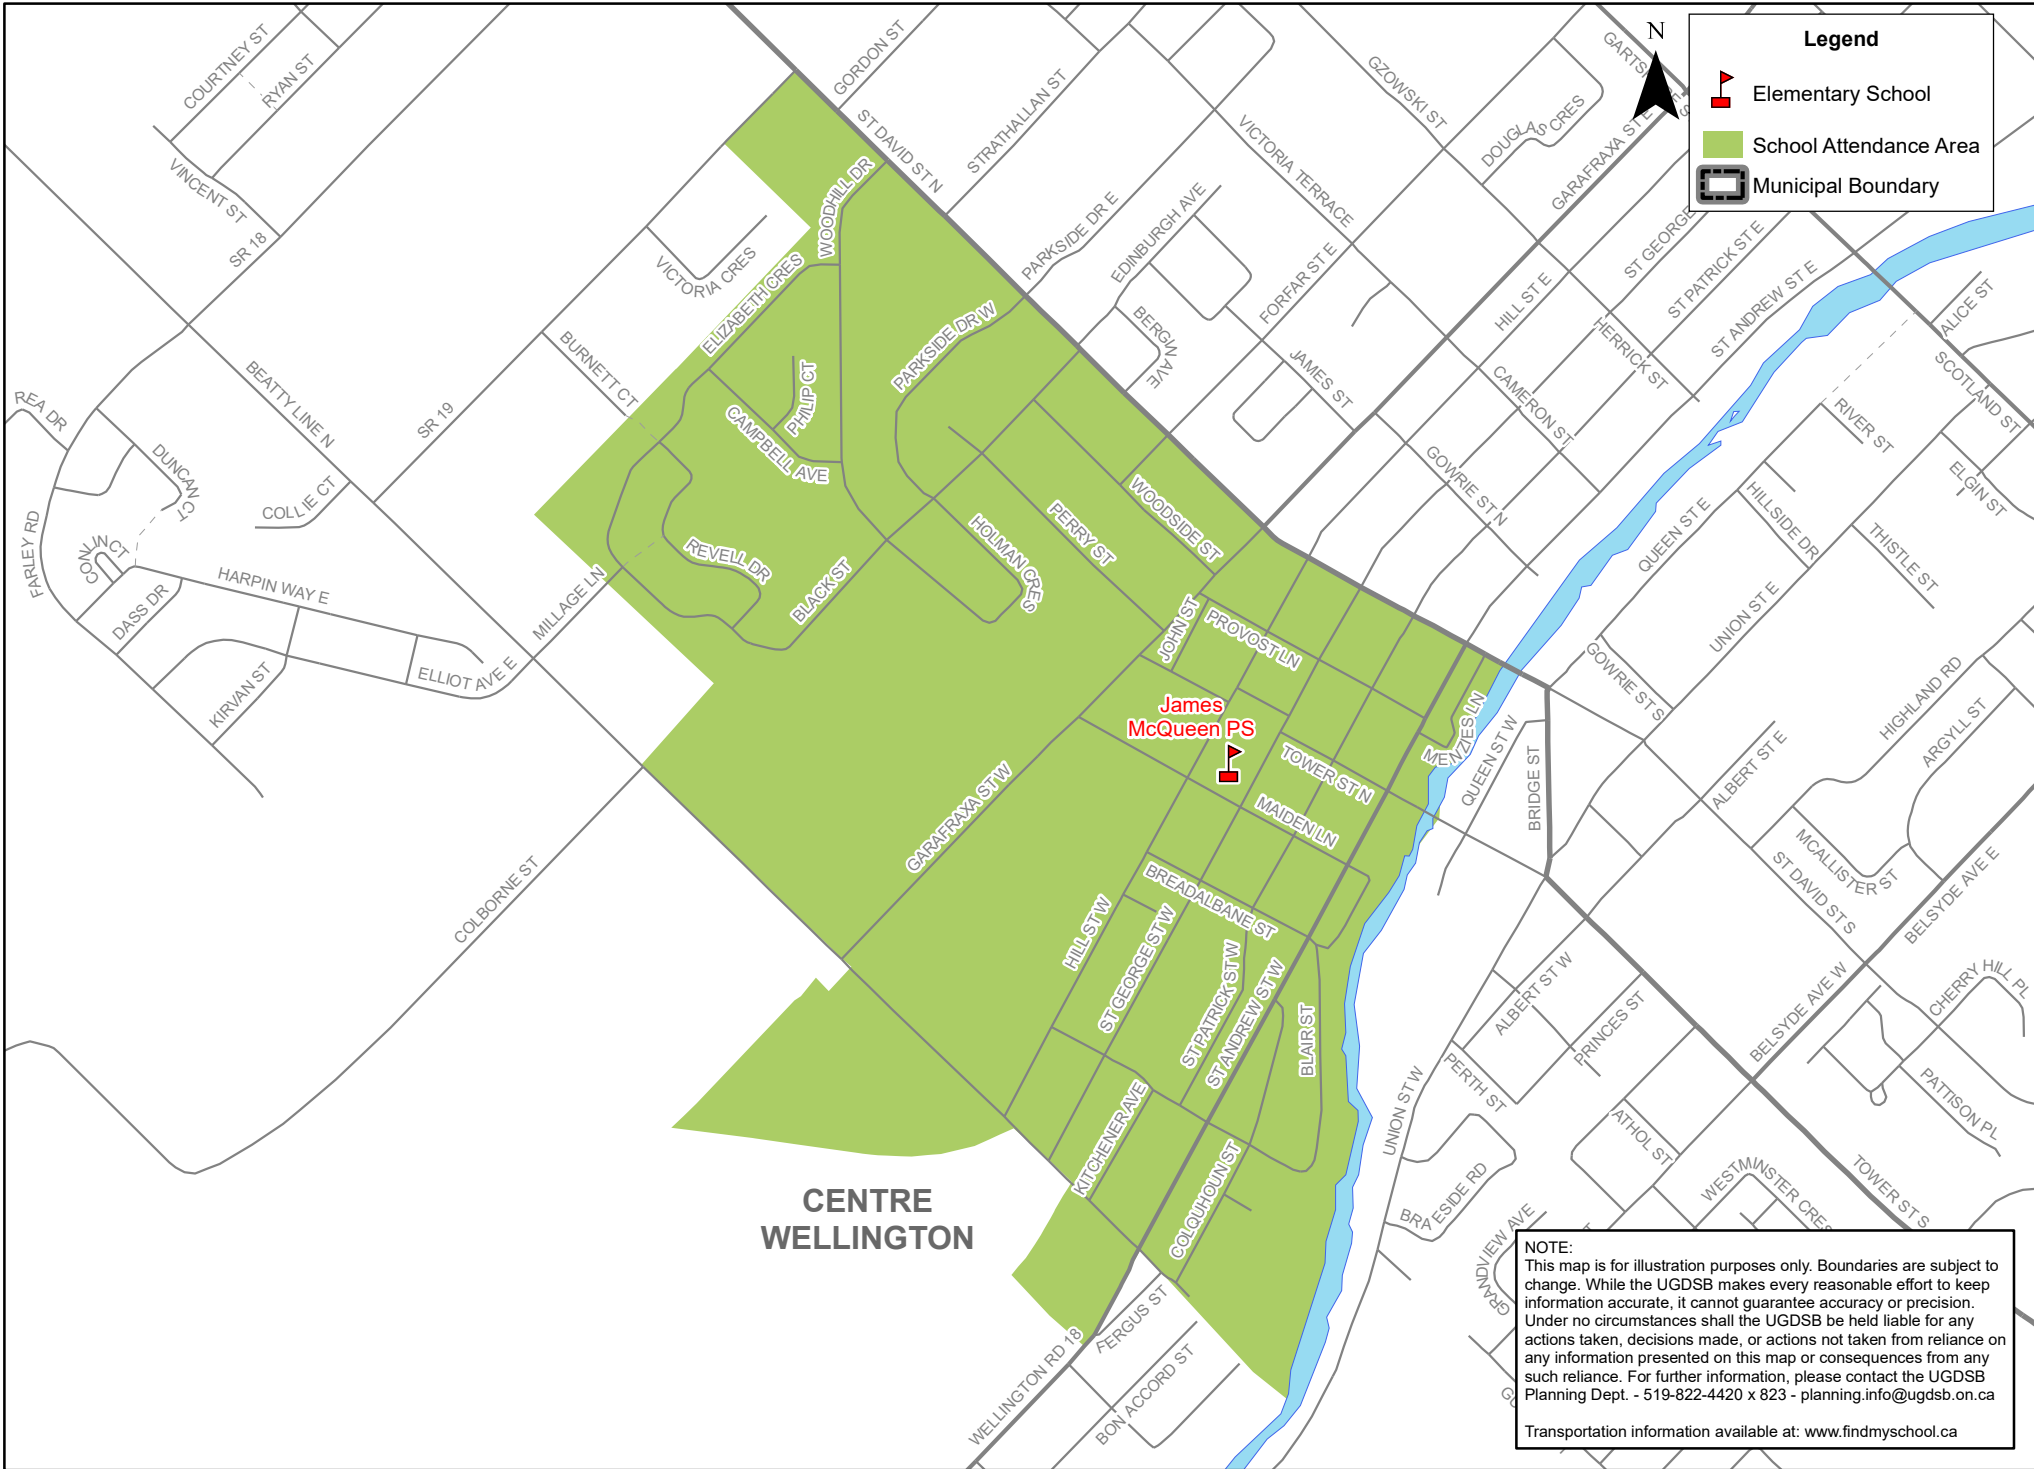 N
Legend
Elementary School
School Attendance Area
Municipal Boundary
COURTNEY ST
RYAN ST
VINCENT ST
SR 18
GORDON ST
ST DAVID ST N
STRATHALLAN ST
GZOWSKI ST
DOUGLAS CRES
GARAFRAXA ST E
VICTORIA TERRACE
WOODHILL DR
VICTORIA CRES
ELIZABETH CRES
PARKSIDE DR E
EDINBURGH AVE
FORFAR ST E
BERGIN AVE
JAMES ST
HILL ST E
ST GEORGE
ST PATRICK ST E
ST ANDREW ST E
HERRICK ST
CAMERON ST
GOWRIE ST N
ALICE ST
SCOTLAND ST
RIVER ST
ELGIN ST
HILLSIDE DR
THISTLE ST
QUEEN ST E
UNION ST E
BURNETT CT
BEATTY LINE N
SR 19
PARKSIDE DR W
PHILIP CT
CAMPBELL AVE
REA DR
DUNCAN CT
COLLIE CT
CONLIN CT
FARLEY RD
HARPIN WAY E
DASS DR
KIRVAN ST
ELLIOT AVE E
MILLAGE LN
REVELL DR
BLACK ST
HOLMAN CRES
PERRY ST
WOODSIDE ST
JOHN ST
PROVOST LN
James
McQueen PS
TOWER ST N
MAIDEN LN
MENZIES LN
QUEEN ST W
BRIDGE ST
GOWRIE ST S
HIGHLAND RD
ARGYLL ST
ALBERT ST E
MCALLISTER ST
ST DAVID ST S
BELSYDE AVE E
GARAFRAXA ST W
COLBORNE ST
BREADALBANE ST
HILL ST W
ST GEORGE ST W
ST PATRICK ST W
ST ANDREW ST W
BLAIR ST
KITCHENER AVE
COLQUHOUN ST
ALBERT ST W
PRINCES ST
BELSYDE AVE W
CHERRY HILL PL
PATTISON PL
PERTH ST
UNION ST W
ATHOL ST
BRAESIDE RD
WESTMINSTER CRES
TOWER ST S
GRANDVIEW AVE
CENTRE
WELLINGTON
WELLINGTON RD 18
FERGUS ST
BON ACCORD ST
NOTE:
This map is for illustration purposes only. Boundaries are subject to
change. While the UGDSB makes every reasonable effort to keep
information accurate, it cannot guarantee accuracy or precision.
Under no circumstances shall the UGDSB be held liable for any
actions taken, decisions made, or actions not taken from reliance on
any information presented on this map or consequences from any
such reliance. For further information, please contact the UGDSB
Planning Dept. - 519-822-4420 x 823 - planning.info@ugdsb.on.ca
Transportation information available at: www.findmyschool.ca